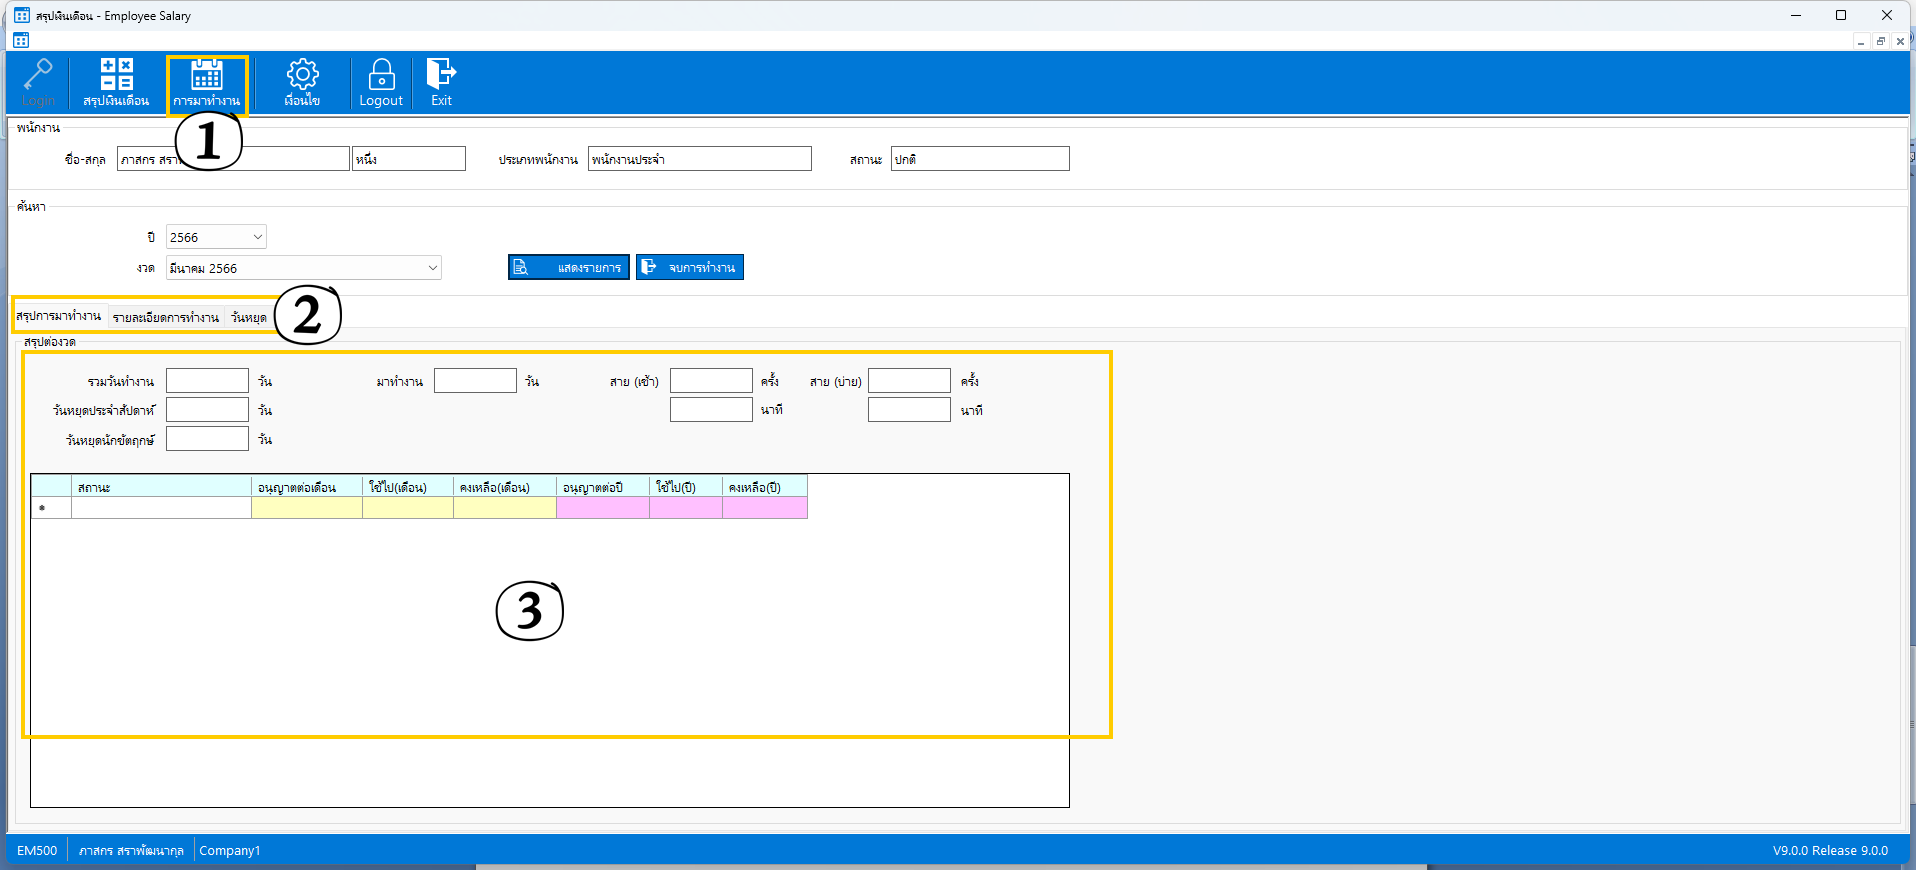 สรุปเงินเดือน - Employee Salary
Login
สรุปเงินเดือน
การมาทำงาน
เงื่อนไข
Logout
Exit
1
พนักงาน
ชื่อ-สกุล ภาสกร หนึ่ง ประเภทพนักงาน พนักงานประจำ สถานะ ปกติ
ค้นหา
ปี 2566
งวด มีนาคม 2566 แสดงรายการ จบการทำงาน
สรุปการมาทำงาน รายละเอียดการทำงาน วันหยุด 2
สรุปต่องวด
รวมวันทำงาน วัน มาทำงาน วัน สาย (เช้า) ครั้ง สาย (บ่าย) ครั้ง
วันหยุดประจำสัปดาห์ วัน นาที นาที
วันหยุดนักขัตฤกษ์ วัน
สถานะ อนุญาตต่อเดือน ใช้ไป(เดือน) คงเหลือ(เดือน) อนุญาตต่อปี ใช้ไป(ปี) คงเหลือ(ปี)
3
EM500 ภาสกร สราพัฒนากุล Company1 V9.0.0 Release 9.0.0